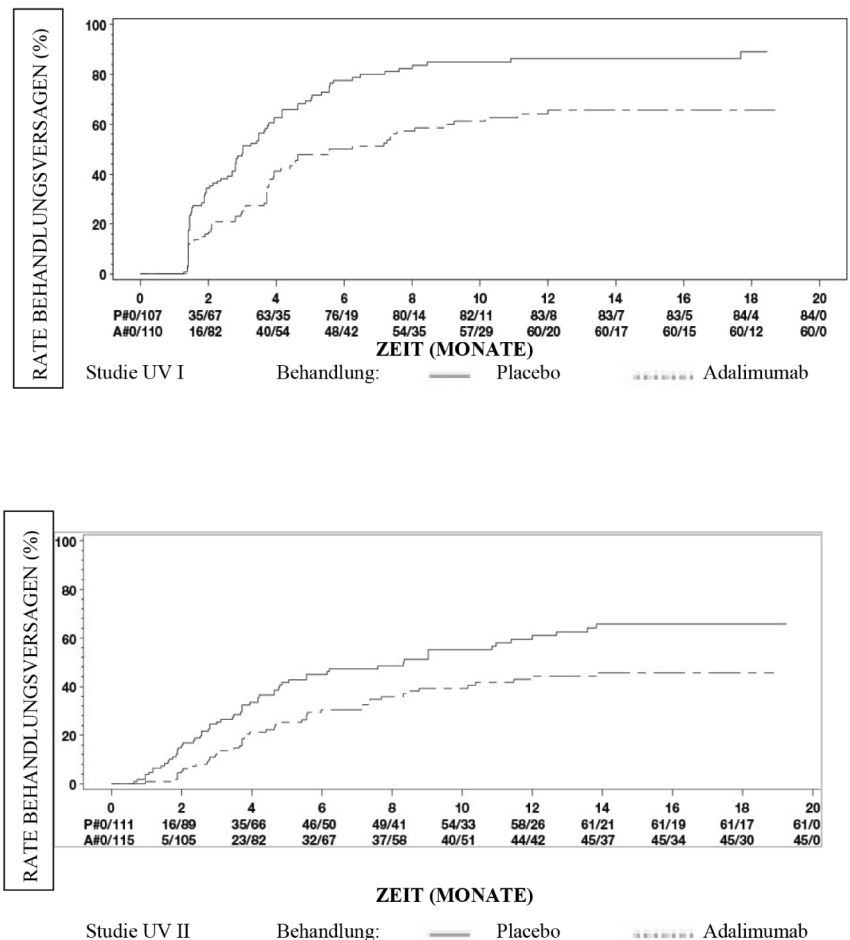 RATE BEHANDLUNGSVERSAGEN (%)
100
80
60
40
20
0
0 2 4 6 8 10 12 14 16 18 20
P#0/107 35/67 63/35 76/19 80/14 82/11 83/8 83/7 83/5 84/4 84/0
A#0/110 16/82 40/54 48/42 54/35 57/29 60/20 60/17 60/15 60/12 60/0
ZEIT (MONATE)
Studie UV I Behandlung: Placebo Adalimumab
RATE BEHANDLUNGSVERSAGEN (%)
100
80
60
40
20
0
0 2 4 6 8 10 12 14 16 18 20
P#0/111 16/89 35/66 46/50 49/41 54/33 58/26 61/21 61/19 61/17 61/0
A#0/115 5/105 23/82 32/67 37/58 40/51 44/42 45/37 45/34 45/30 45/0
ZEIT (MONATE)
Studie UV II Behandlung: Placebo Adalimumab